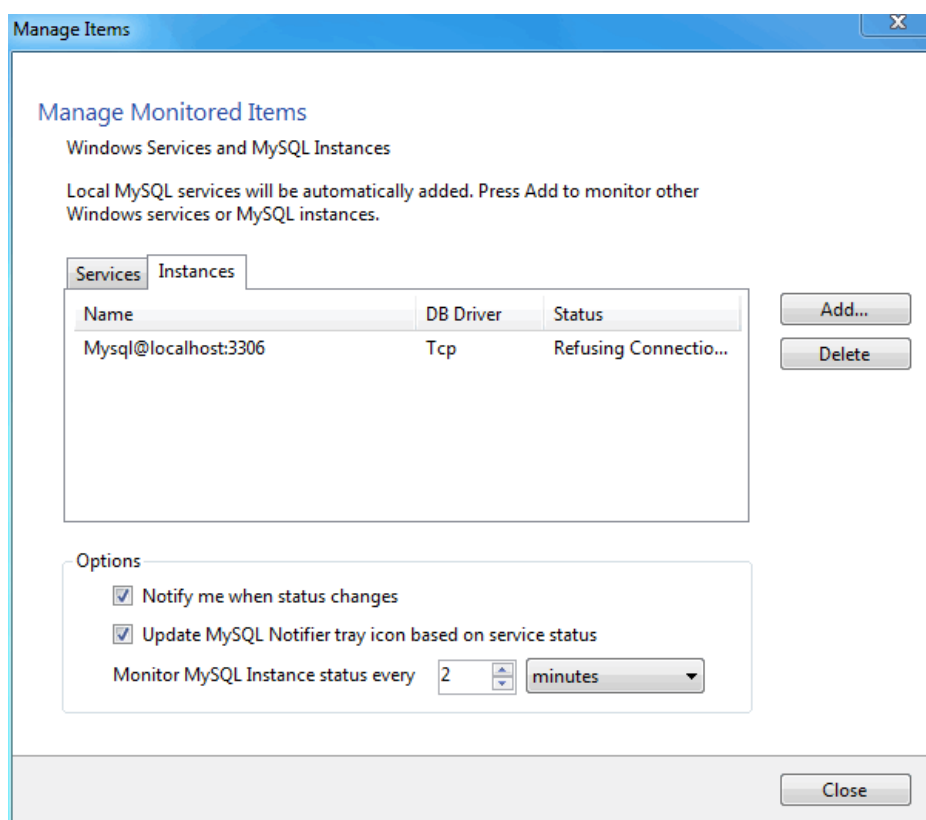 Manage Items
Manage Monitored Items
Windows Services and MySQL Instances
Local MySQL services will be automatically added. Press Add to monitor other
Windows services or MySQL instances.
Services Instances
Name DB Driver Status
Mysql@localhost:3306 Tcp Refusing Connectio...
Add...
Delete
Options
Notify me when status changes
Update MySQL Notifier tray icon based on service status
Monitor MySQL Instance status every 2 minutes
Close